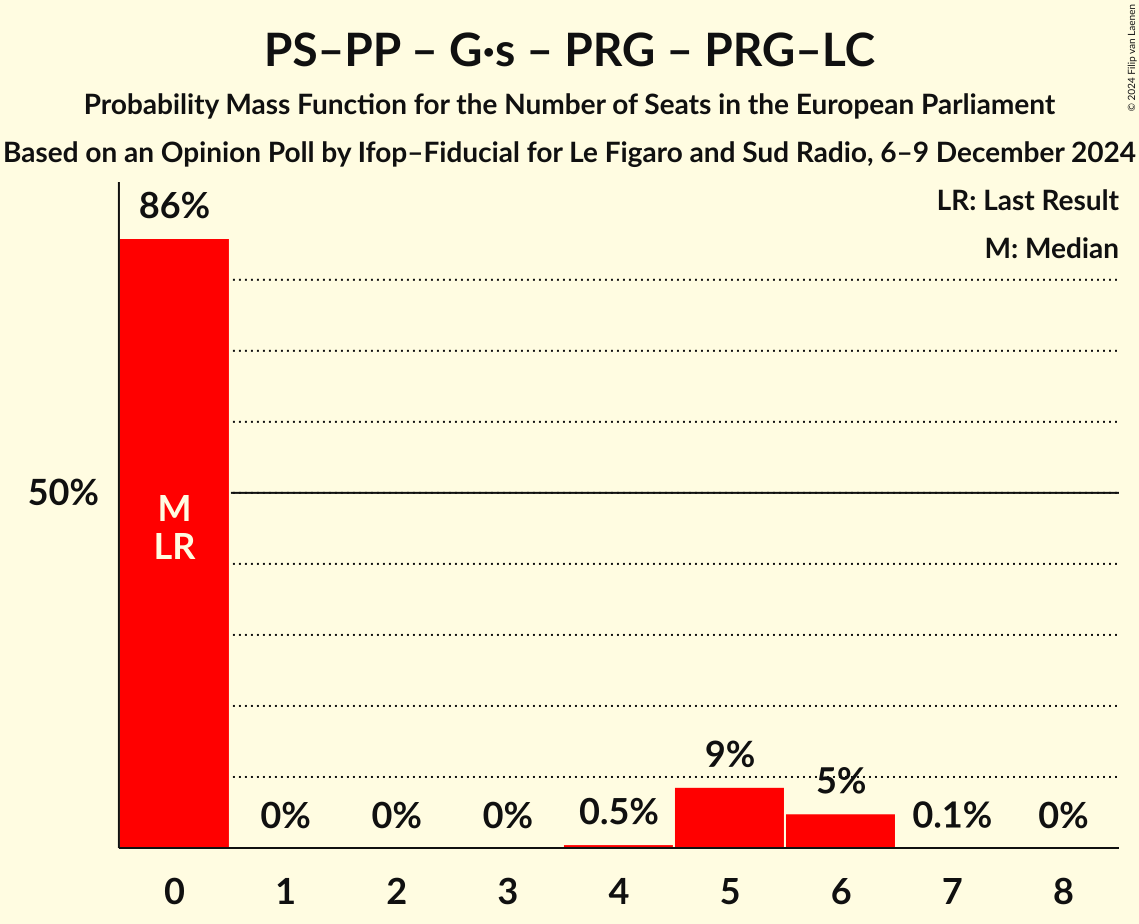 PS–PP – G•s – PRG – PRG–LC
Probability Mass Function for the Number of Seats in the European Parliament
Based on an Opinion Poll by Ifop–Fiducial for Le Figaro and Sud Radio, 6–9 December 2024
© 2024 Filip van Laenen
LR: Last Result
M: Median
86%
50%
M
LR
0% 0% 0% 0.5% 9% 5% 0.1% 0%
0 1 2 3 4 5 6 7 8